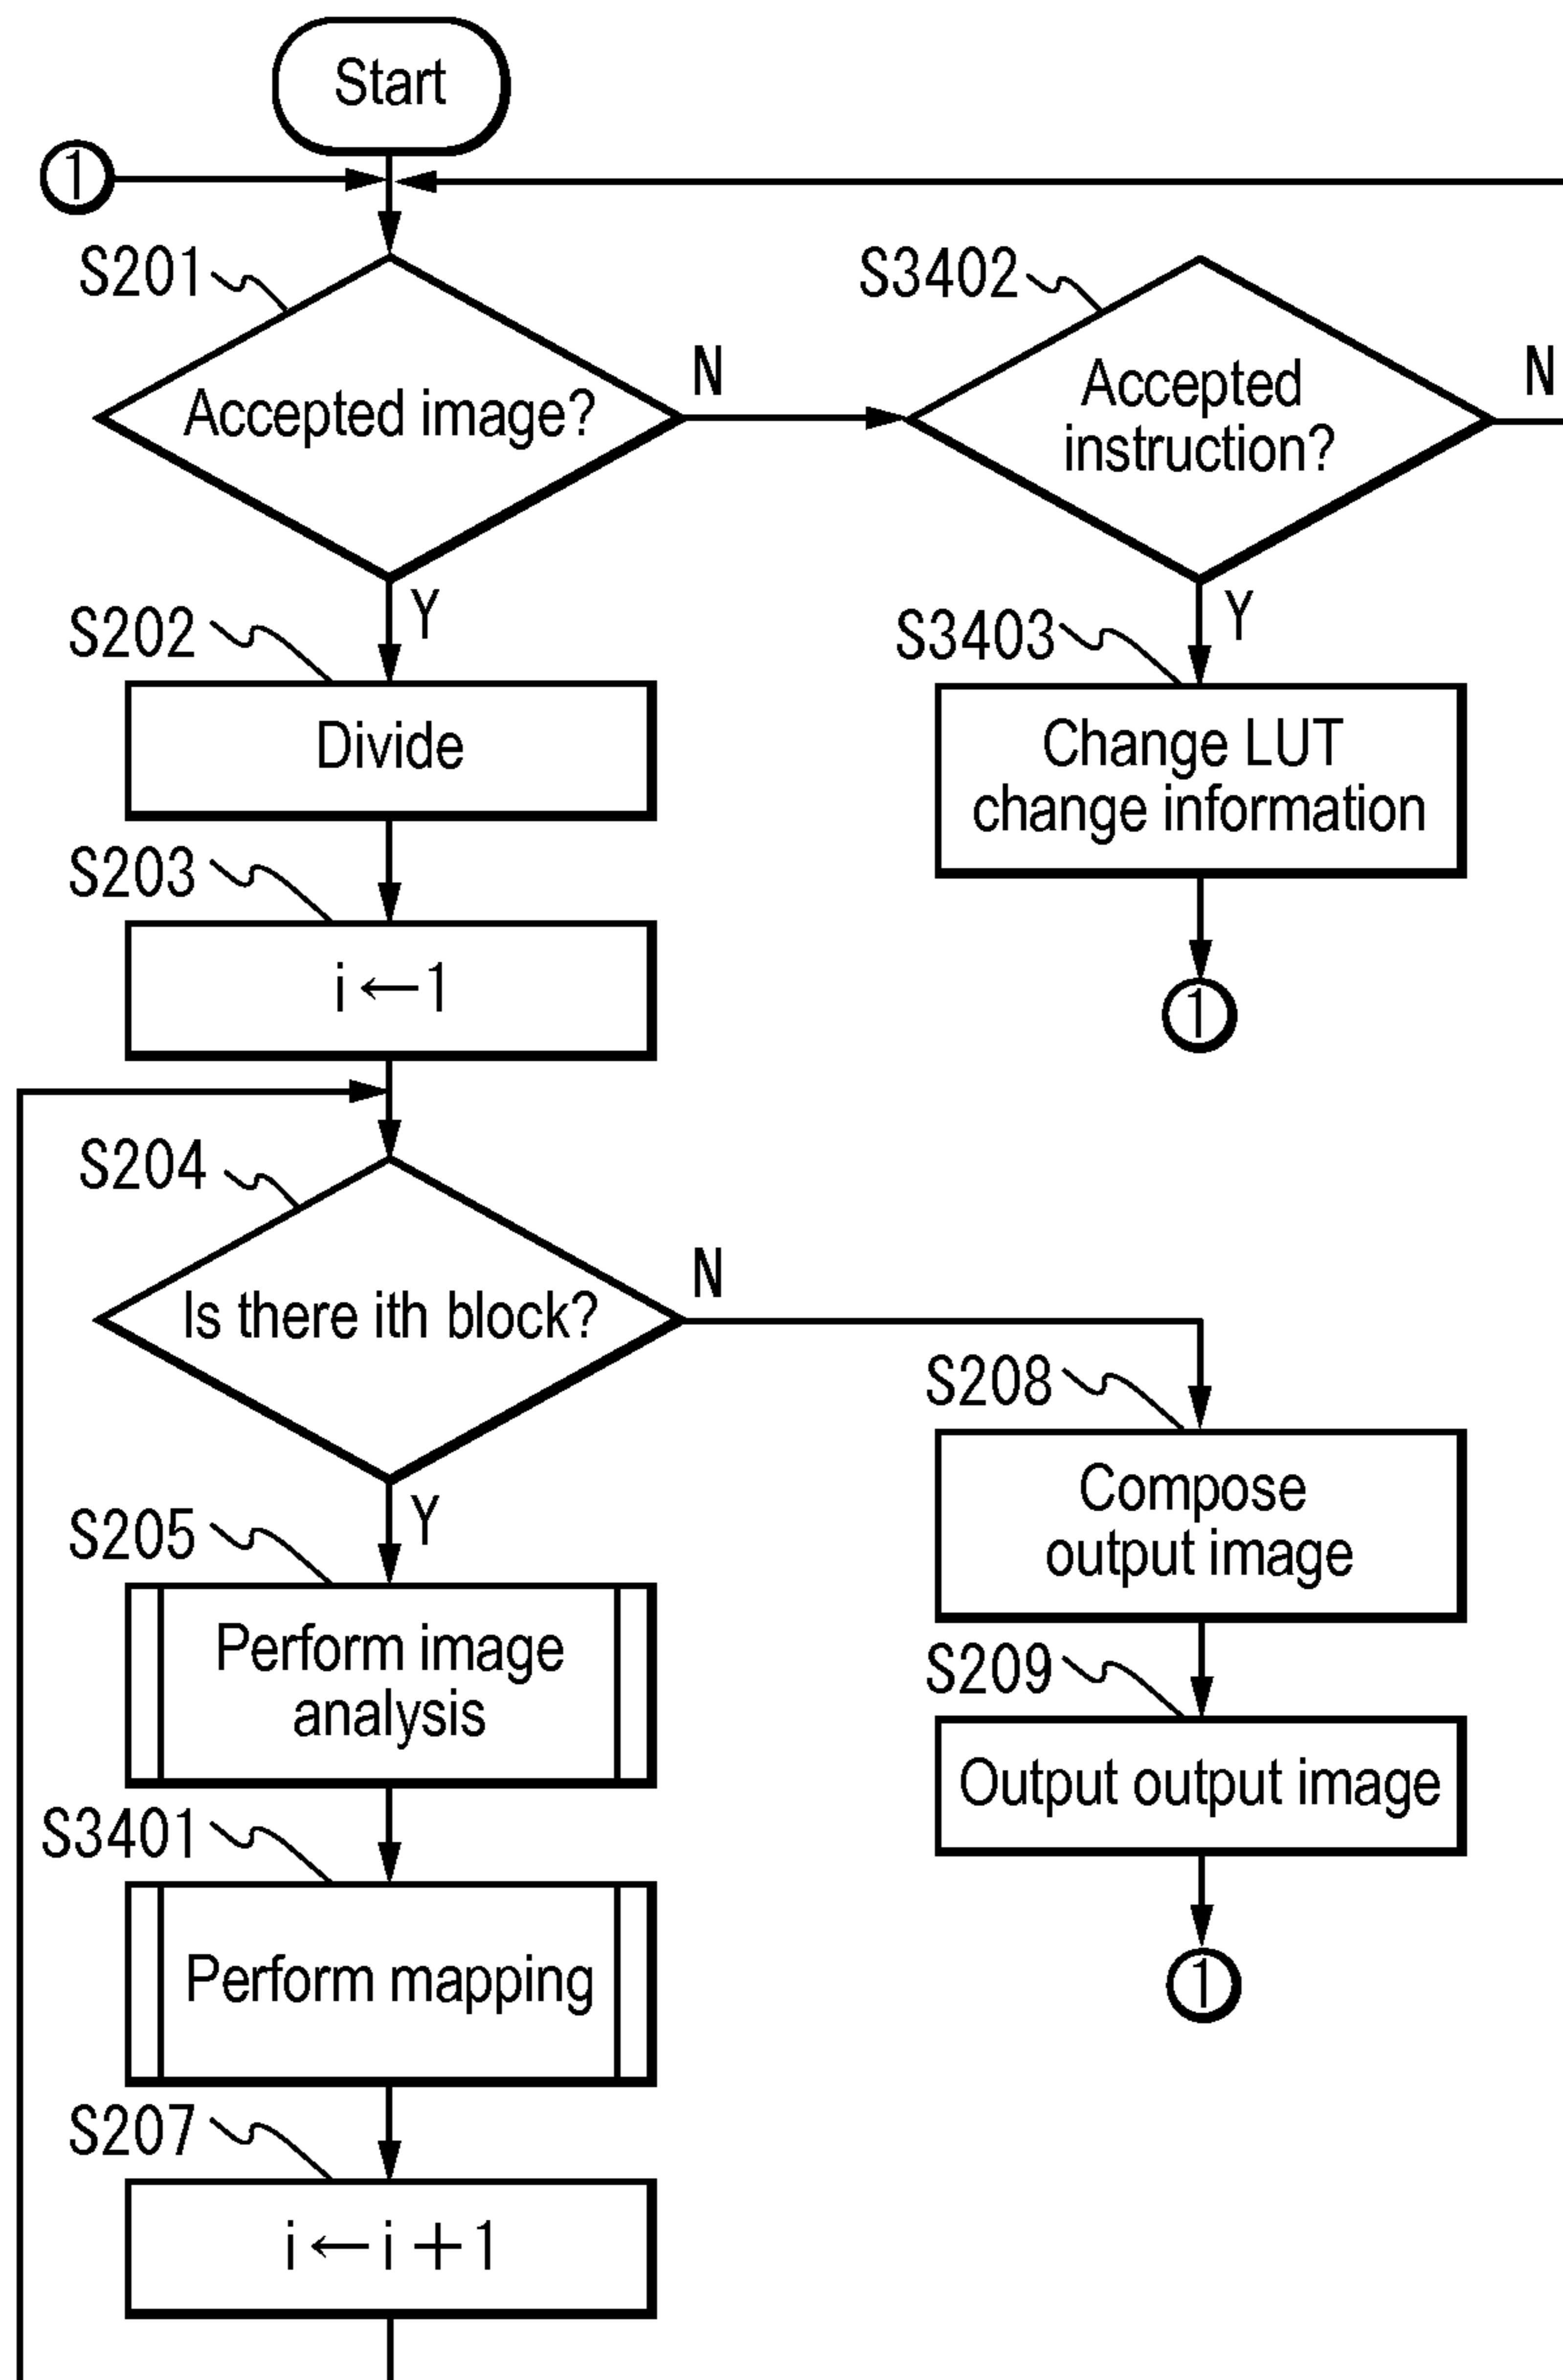 Start
1
S201
Accepted image?
N
S3402
Accepted
instruction?
N
Y
Y
S202
Divide
S3403
Change LUT
change information
S203
i←1
1
S204
Is there ith block?
N
Y
S208
Compose
output image
S205
Perform image
analysis
S209
Output output image
S3401
Perform mapping
1
S207
i←i+1